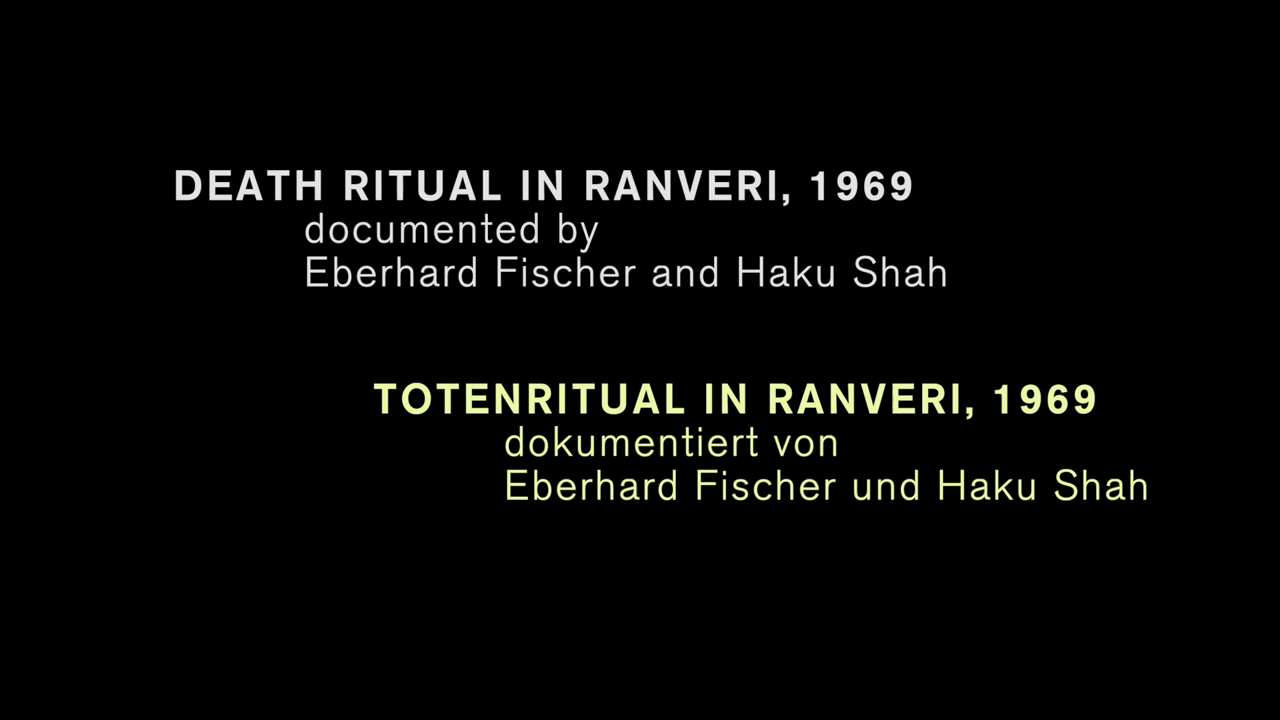 DEATH RITUAL IN RANVERI, 1969
documented by
Eberhard Fischer and Haku Shah
TOTENRITUAL IN RANVERI, 1969
dokumentiert von
Eberhard Fischer und Haku Shah